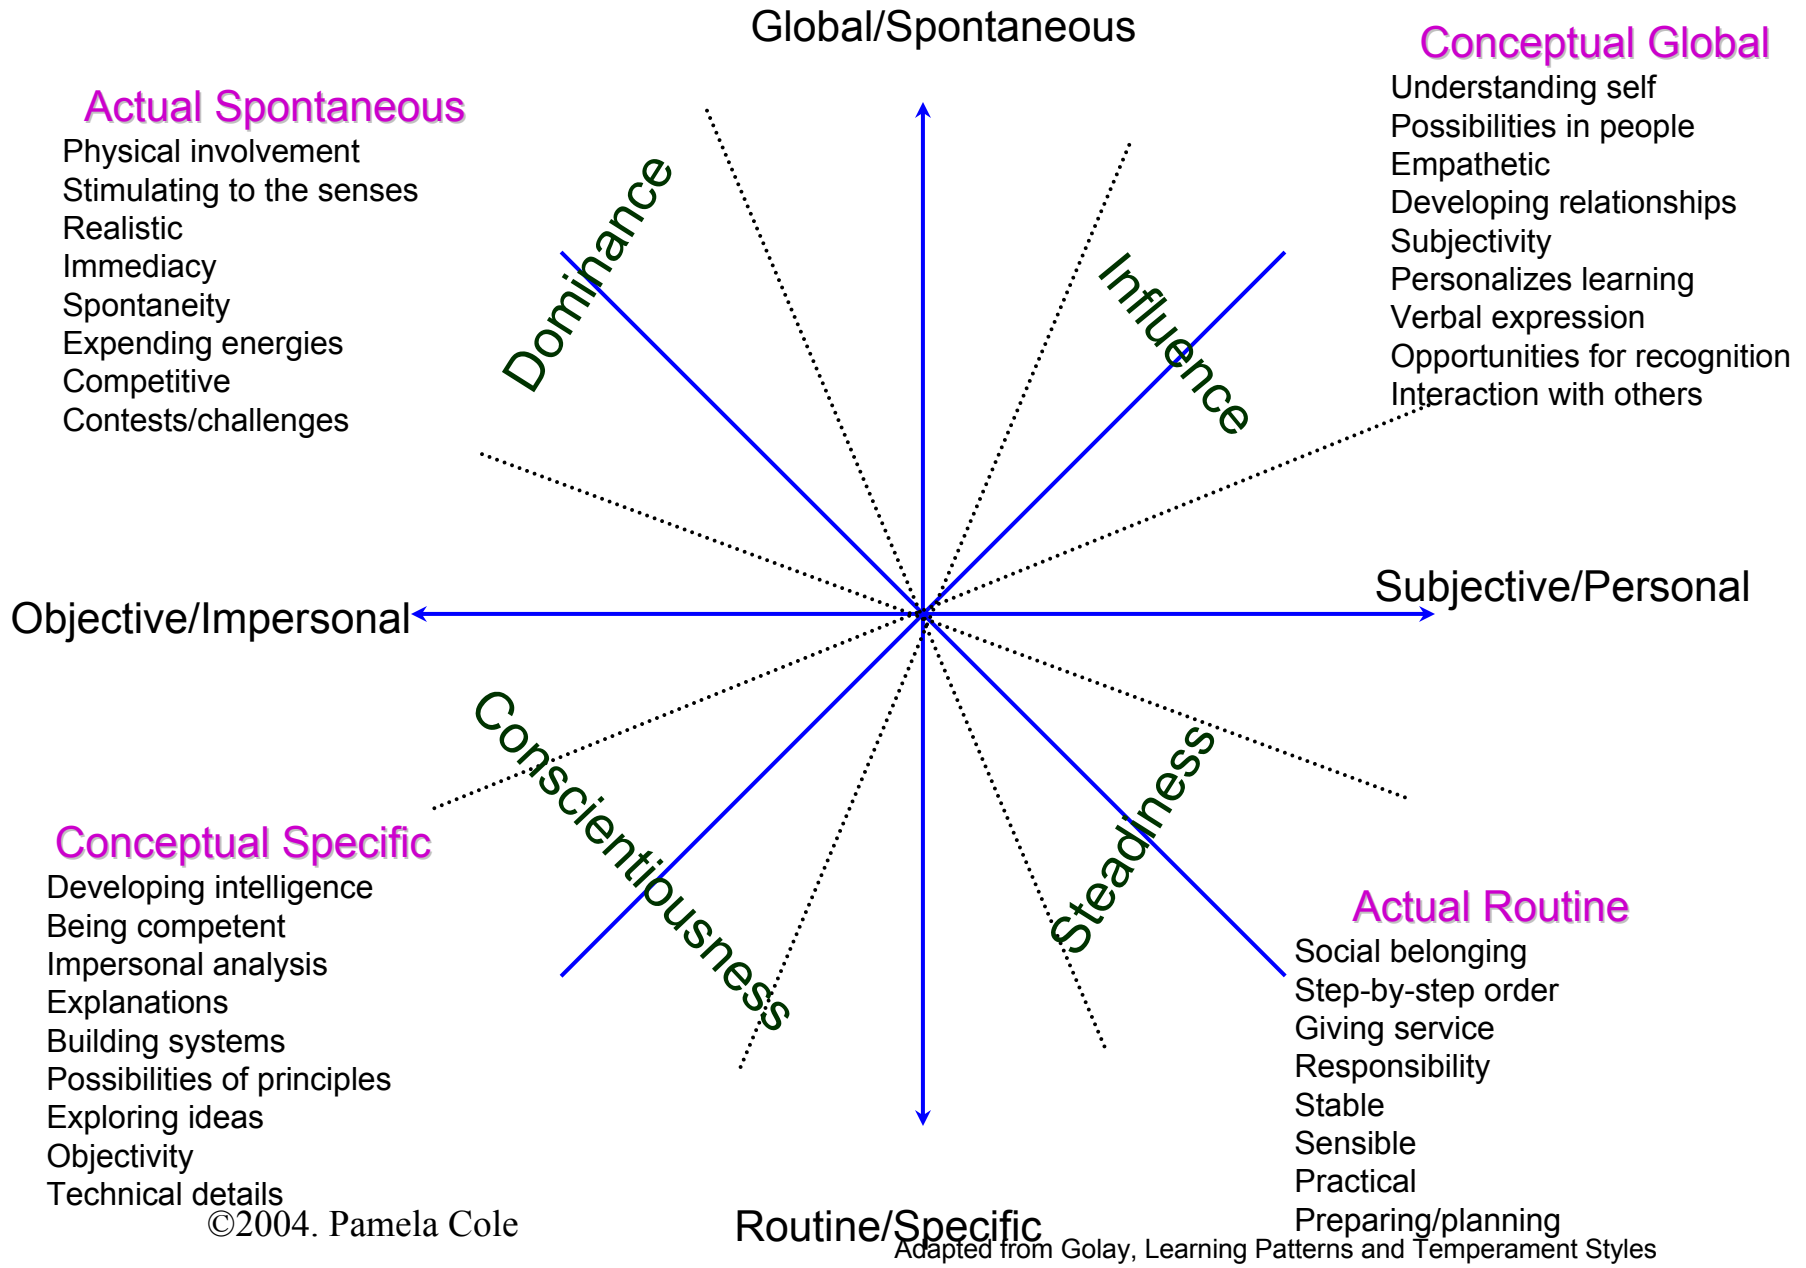 Global/Spontaneous
Conceptual Global
Understanding self
Possibilities in people
Empathetic
Developing relationships
Subjectivity
Personalizes learning
Verbal expression
Opportunities for recognition
Interaction with others
Actual Spontaneous
Physical involvement
Stimulating to the senses
Realistic
Immediacy
Spontaneity
Expending energies
Competitive
Contests/challenges
Dominance
Influence
Objective/Impersonal
Subjective/Personal
Conscientiousness
Steadiness
Conceptual Specific
Developing intelligence
Being competent
Impersonal analysis
Explanations
Building systems
Possibilities of principles
Exploring ideas
Objectivity
Technical details
Actual Routine
Social belonging
Step-by-step order
Giving service
Responsibility
Stable
Sensible
Practical
Preparing/planning
©2004. Pamela Cole
Routine/Specific
Adapted from Golay, Learning Patterns and Temperament Styles